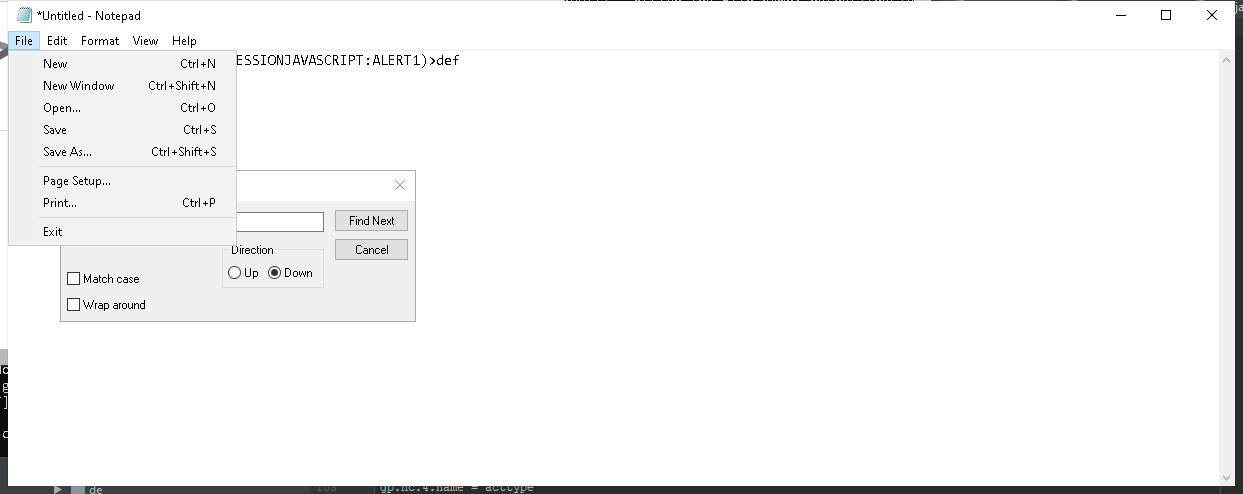 *Untitled - Notepad
File Edit Format View Help
ESSIONJAVASCRIPT:ALERT1)>def
New Ctrl+N
New Window Ctrl+Shift+N
Open... Ctrl+O
Save Ctrl+S
Save As... Ctrl+Shift+S
Page Setup...
Print... Ctrl+P
Exit
Find Next
Cancel
Direction
Up Down
Match case
Wrap around
de
gp.nc.4.name = acttype